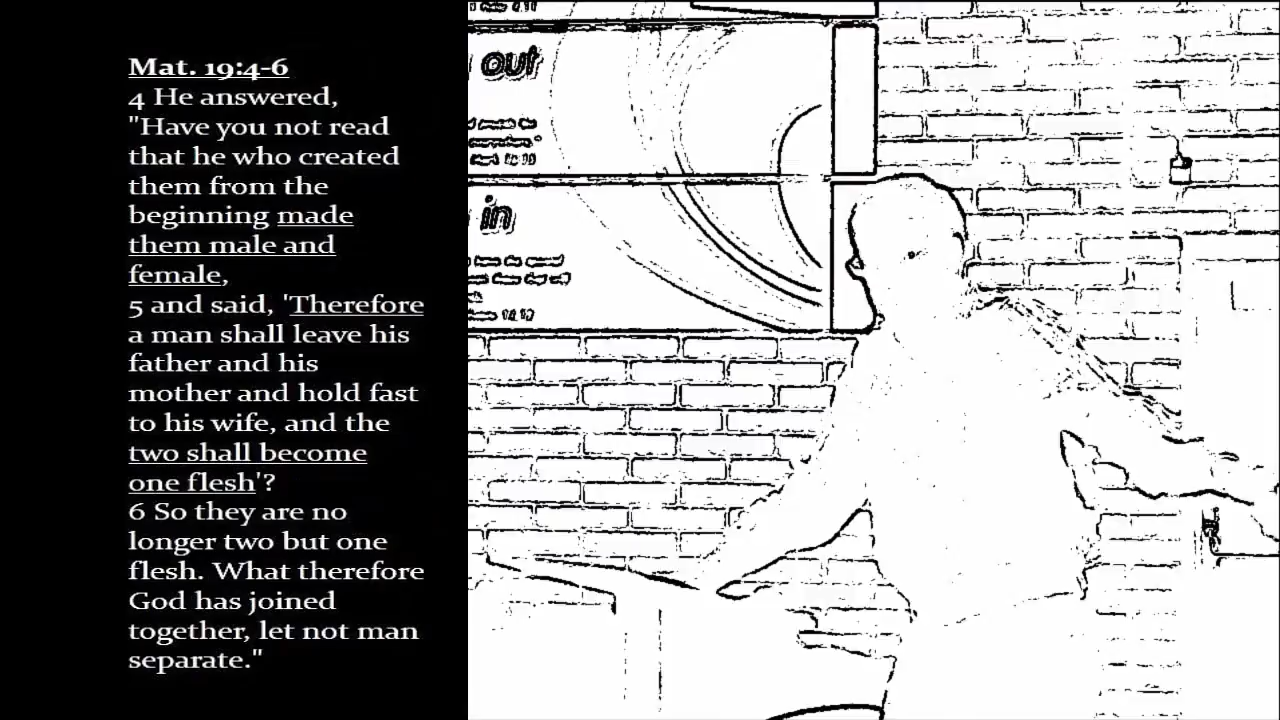 Mat. 19:4-6
4 He answered,
"Have you not read
that he who created
them from the
beginning made
them male and
female,
5 and said, 'Therefore
a man shall leave his
father and his
mother and hold fast
to his wife, and the
two shall become
one flesh'?
6 So they are no
longer two but one
flesh. What therefore
God has joined
together, let not man
separate."
out
in